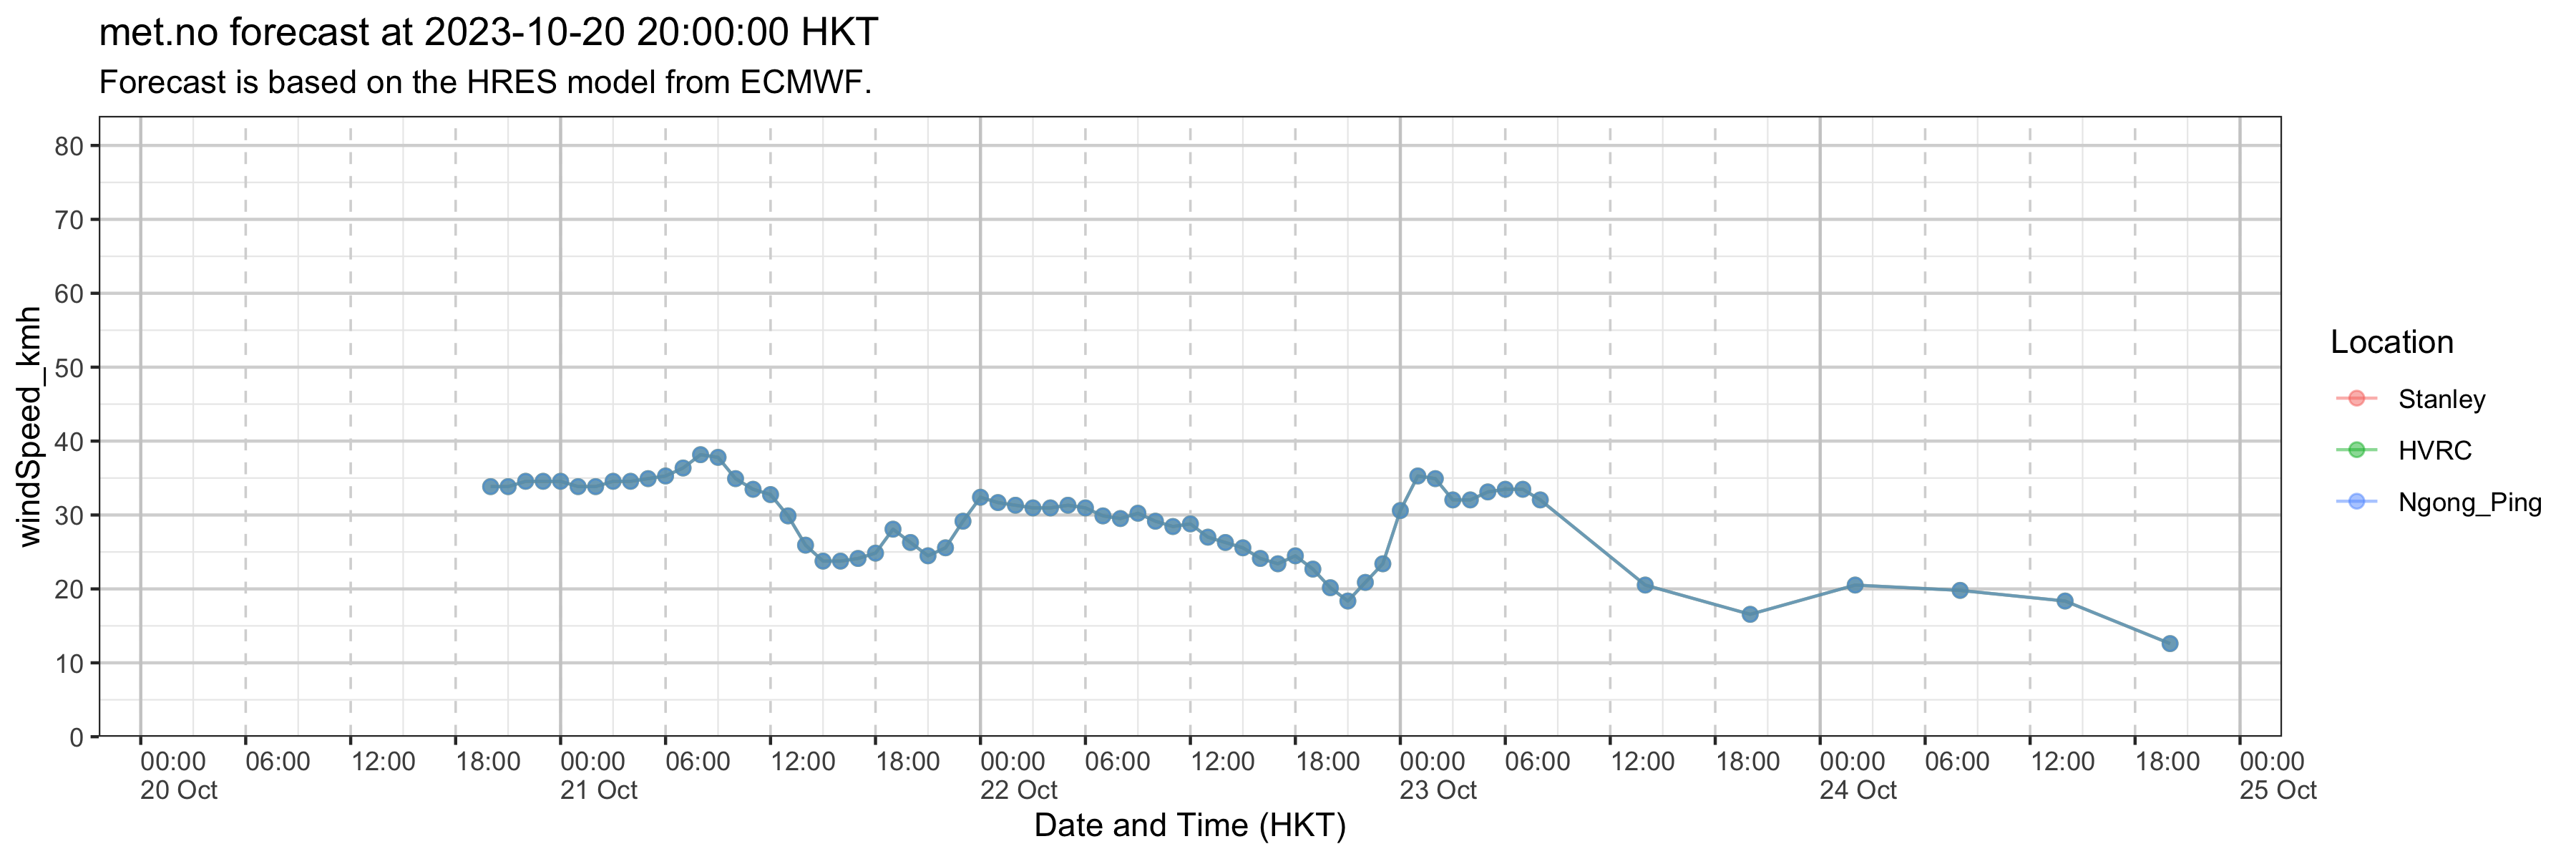 met.no forecast at 2023-10-20 20:00:00 HKT
Forecast is based on the HRES model from ECMWF.
windSpeed_kmh
80
70
60
50
40
30
20
10
0
00:00 06:00 12:00 18:00 00:00 06:00 12:00 18:00 00:00 06:00 12:00 18:00 00:00 06:00 12:00 18:00 00:00 06:00 12:00 18:00 00:00
20 Oct 21 Oct 22 Oct 23 Oct 24 Oct 25 Oct
Date and Time (HKT)
Location
Stanley
HVRC
Ngong_Ping